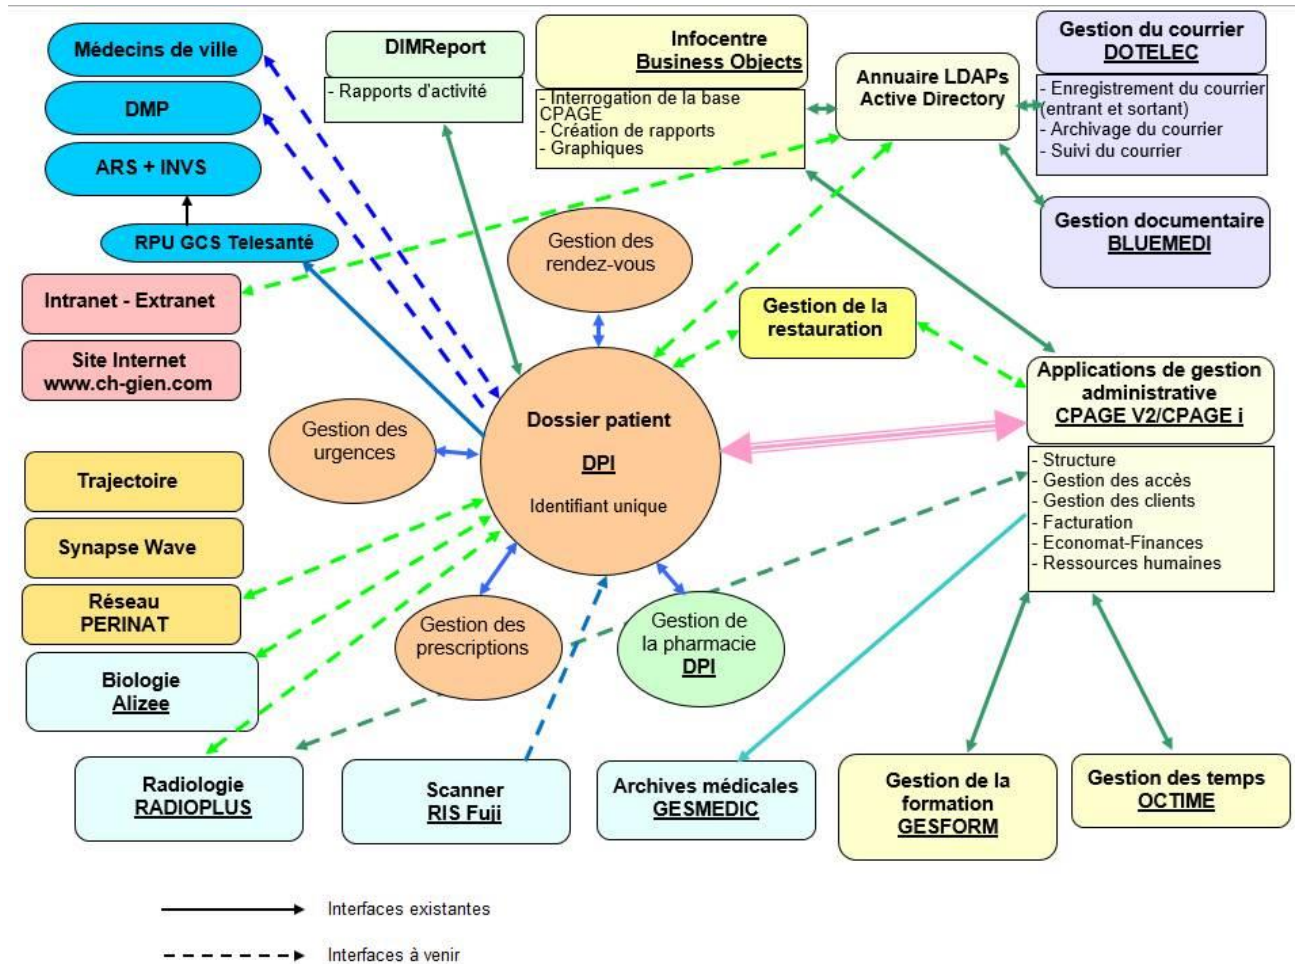 Médecins de ville
DMP
ARS + INVS
RPU GCS Telesanté
Intranet - Extranet
Site Internet
www.ch-gien.com
DIMReport
- Rapports d'activité
Infocentre
Business Objects
- Interrogation de la base
CPAGE
- Création de rapports
- Graphiques
Annuaire LDAPs
Active Directory
Gestion du courrier
DOTELEC
- Enregistrement du courrier
(entrant et sortant)
- Archivage du courrier
- Suivi du courrier
Gestion documentaire
BLUEMEDI
Gestion des
rendez-vous
Gestion de la
restauration
Applications de gestion
administrative
CPAGE V2/CPAGE i
- Structure
- Gestion des accès
- Gestion des clients
- Facturation
- Economat-Finances
- Ressources humaines
Dossier patient
DPI
Identifiant unique
Gestion des
urgences
Trajectoire
Synapse Wave
Réseau
PERINAT
Biologie
Alizee
Gestion des
prescriptions
Gestion de
la pharmacie
DPI
Radiologie
RADIOPLUS
Scanner
RIS Fuji
Archives médicales
GESMEDIC
Gestion de la
formation
GESFORM
Gestion des temps
OCTIME
Interfaces existantes
Interfaces à venir